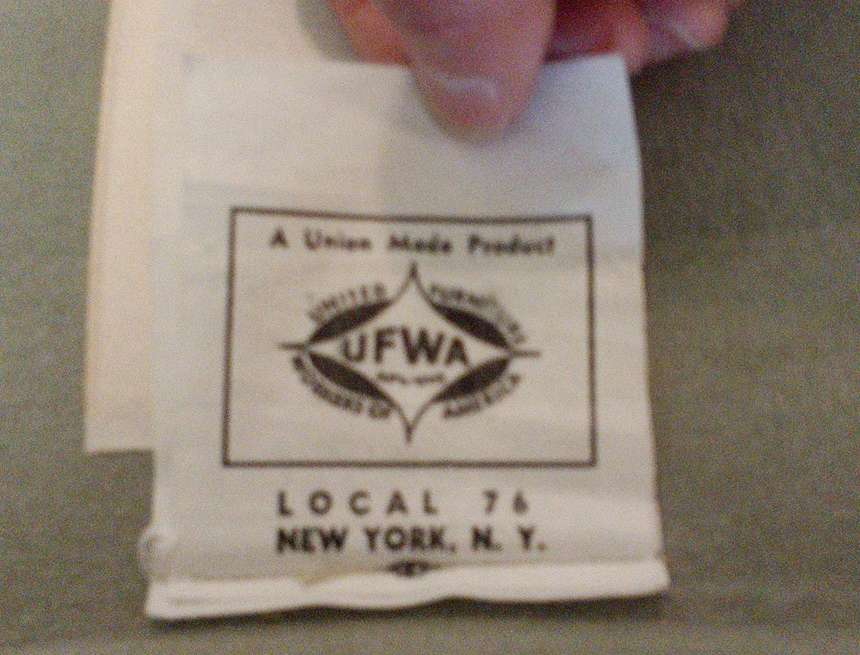 A Union Made Product
UNITED FURNITURE
UFWA
WORKERS OF AMERICA
LOCAL 76
NEW YORK, N. Y.